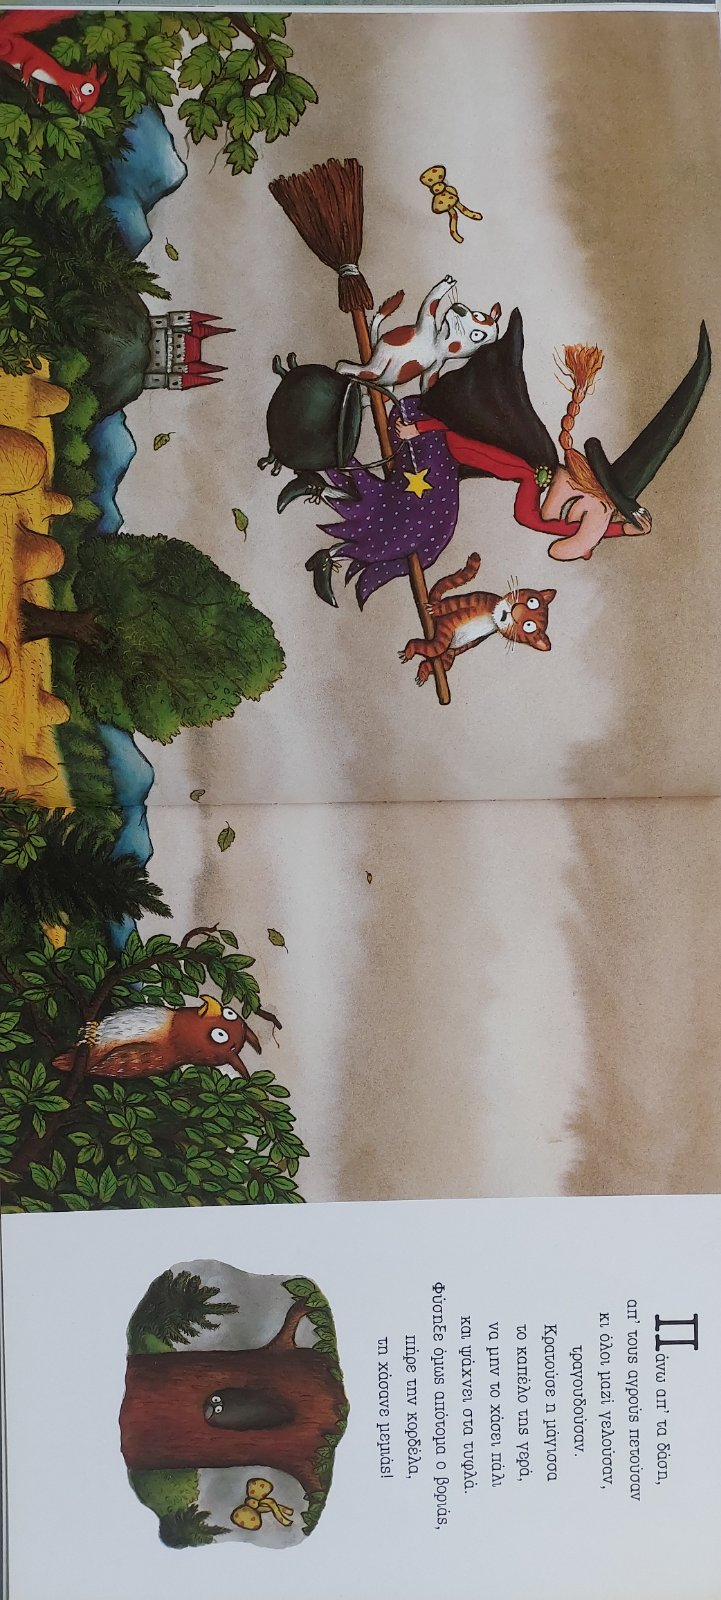 Πάνω απ' τα δάση,
απ' τους αγρούς πετούσαν
κι όλοι μαζί γελούσαν,
τραγουδούσαν.
Κρατούσε η μάγισσα
το καπέλο της γερά,
να μην το χάσει πάλι
και ψάχνει στα τυφλά.
Φύσηξε όμως απότομα ο βοριάς,
πήρε την κορδέλα,
τη χάσανε μεμιάς!